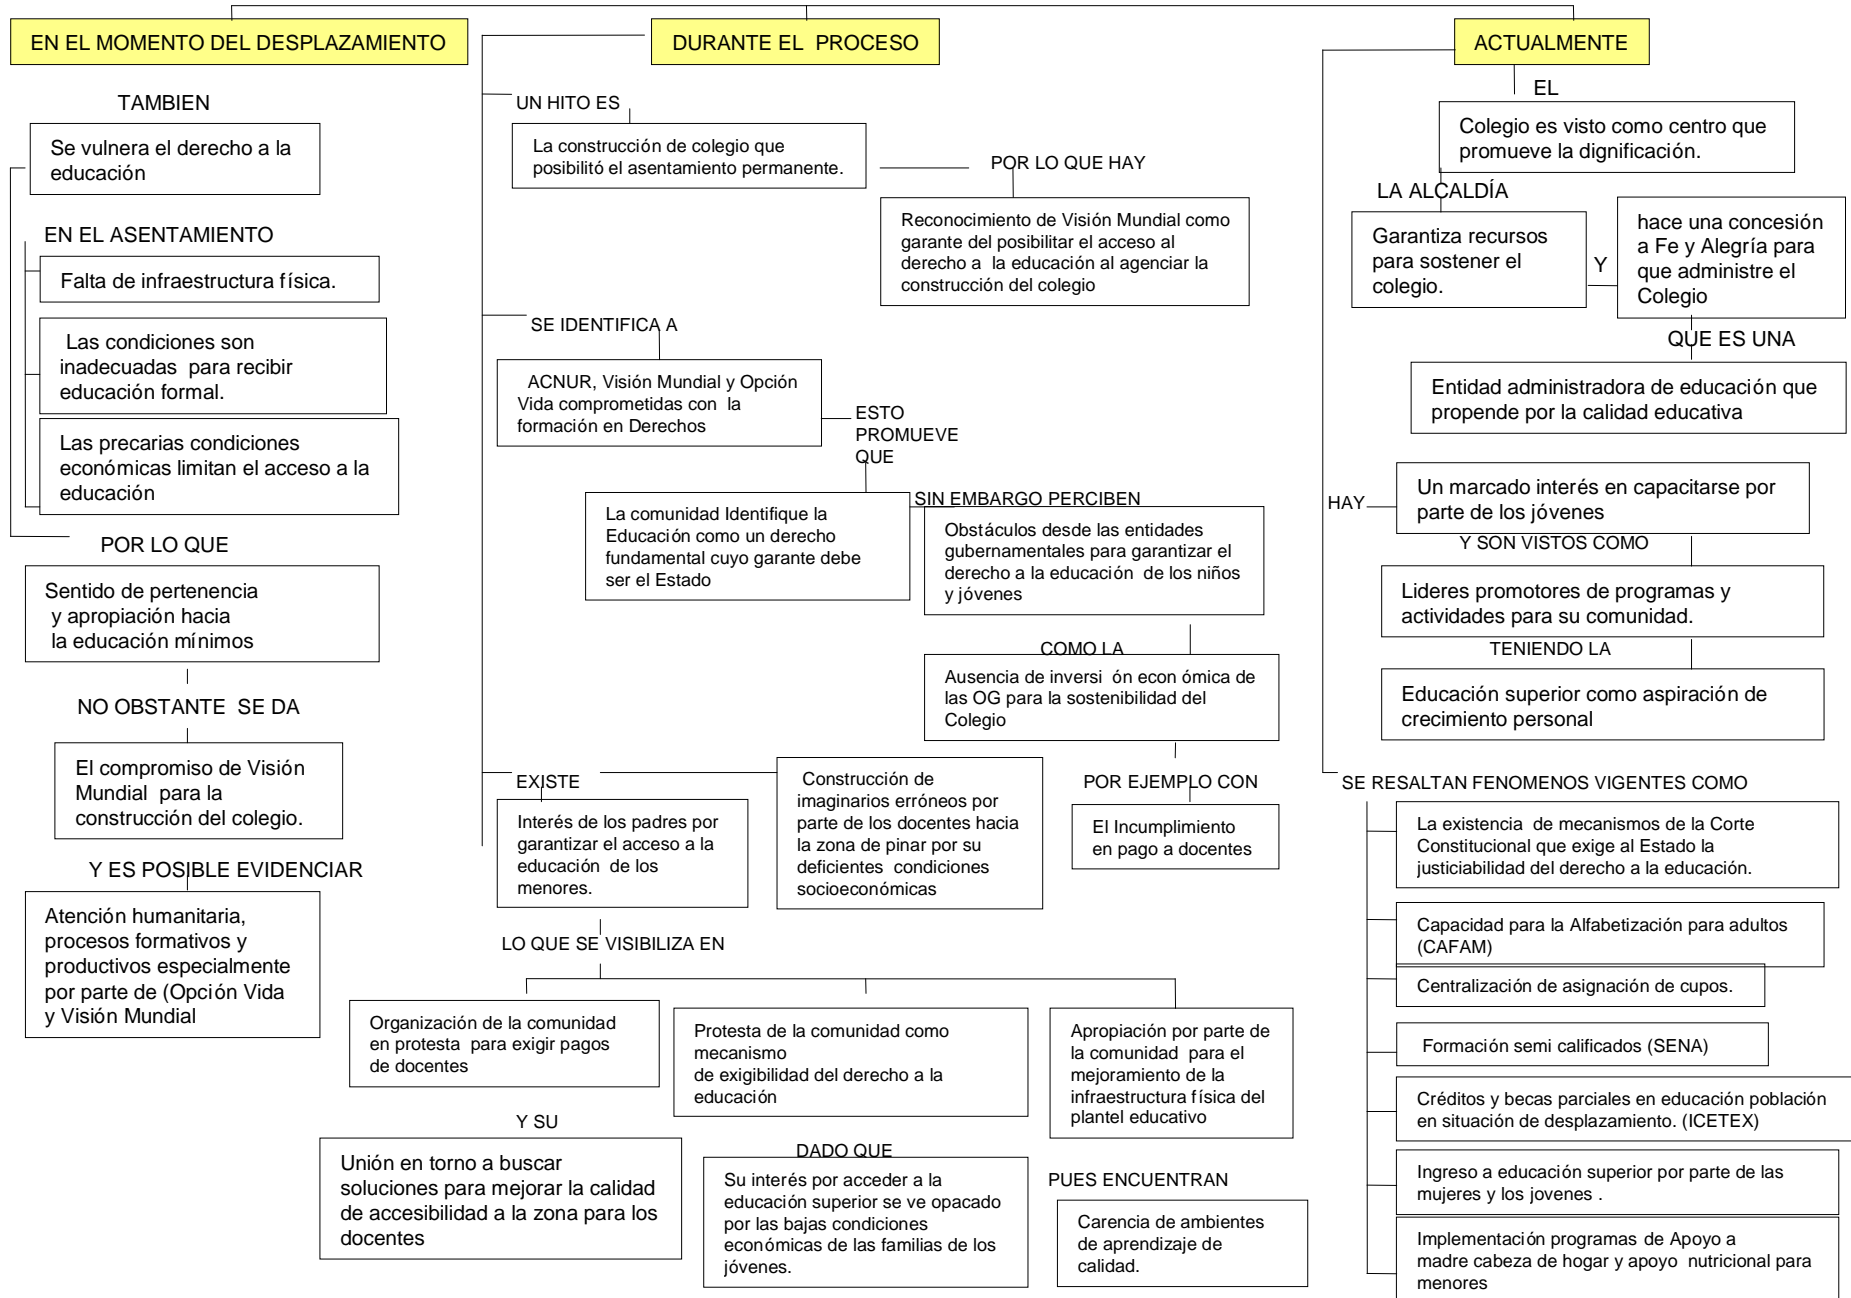 EN EL MOMENTO DEL DESPLAZAMIENTO
TAMBIEN
Se vulnera el derecho a la
educación
EN EL ASENTAMIENTO
Falta de infraestructura física.
Las condiciones son
inadecuadas para recibir
educación formal.
Las precarias condiciones
económicas limitan el acceso a la
educación
POR LO QUE
Sentido de pertenencia
y apropiación hacia
la educación mínimos
NO OBSTANTE SE DA
El compromiso de Visión
Mundial para la
construcción del colegio.
Y ES POSIBLE EVIDENCIAR
Atención humanitaria,
procesos formativos y
productivos especialmente
por parte de (Opción Vida
y Visión Mundial
DURANTE EL PROCESO
UN HITO ES
La construcción de colegio que
posibilitó el asentamiento permanente.
POR LO QUE HAY
Reconocimiento de Visión Mundial como
garante del posibilitar el acceso al
derecho a la educación al agenciar la
construcción del colegio
SE IDENTIFICA A
ACNUR, Visión Mundial y Opción
Vida comprometidas con la
formación en Derechos
ESTO
PROMUEVE
QUE
La comunidad Identifique la
Educación como un derecho
fundamental cuyo garante debe
ser el Estado
SIN EMBARGO PERCIBEN
Obstáculos desde las entidades
gubernamentales para garantizar el
derecho a la educación de los niños
y jóvenes
COMO LA
Ausencia de inversi ón econ ómica de
las OG para la sostenibilidad del
Colegio
POR EJEMPLO CON
El Incumplimiento
en pago a docentes
EXISTE
Interés de los padres por
garantizar el acceso a la
educación de los
menores.
Construcción de
imaginarios erróneos por
parte de los docentes hacia
la zona de pinar por su
deficientes condiciones
socioeconómicas
LO QUE SE VISIBILIZA EN
Organización de la comunidad
en protesta para exigir pagos
de docentes
Y SU
Unión en torno a buscar
soluciones para mejorar la calidad
de accesibilidad a la zona para los
docentes
Protesta de la comunidad como
mecanismo
de exigibilidad del derecho a la
educación
DADO QUE
Su interés por acceder a la
educación superior se ve opacado
por las bajas condiciones
económicas de las familias de los
jóvenes.
Apropiación por parte de
la comunidad para el
mejoramiento de la
infraestructura física del
plantel educativo
PUES ENCUENTRAN
Carencia de ambientes
de aprendizaje de
calidad.
ACTUALMENTE
EL
Colegio es visto como centro que
promueve la dignificación.
LA ALCALDÍA
Garantiza recursos
para sostener el
colegio.
Y
hace una concesión
a Fe y Alegría para
que administre el
Colegio
QUE ES UNA
Entidad administradora de educación que
propende por la calidad educativa
HAY
Un marcado interés en capacitarse por
parte de los jóvenes
Y SON VISTOS COMO
Lideres promotores de programas y
actividades para su comunidad.
TENIENDO LA
Educación superior como aspiración de
crecimiento personal
SE RESALTAN FENOMENOS VIGENTES COMO
La existencia de mecanismos de la Corte
Constitucional que exige al Estado la
justiciabilidad del derecho a la educación.
Capacidad para la Alfabetización para adultos
(CAFAM)
Centralización de asignación de cupos.
Formación semi calificados (SENA)
Créditos y becas parciales en educación población
en situación de desplazamiento. (ICETEX)
Ingreso a educación superior por parte de las
mujeres y los jovenes .
Implementación programas de Apoyo a
madre cabeza de hogar y apoyo nutricional para
menores